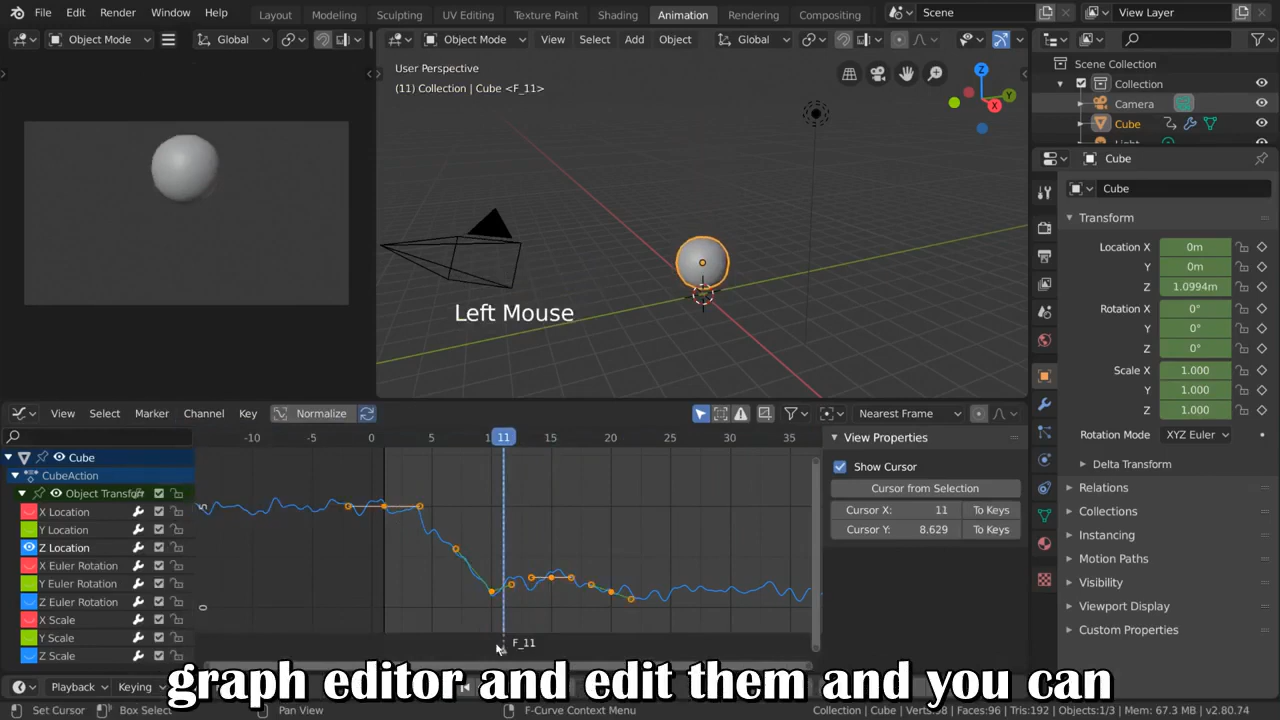 File Edit Render Window Help Layout Modeling Sculpting UV Editing Texture Paint Shading Animation Rendering Compositing Scene View Layer
Object Mode Global
Object Mode View Select Add Object Global
User Perspective
(11) Collection | Cube <F_11>
Z
Y
X
Left Mouse
Scene Collection
Collection
Camera
Cube
Cube
Cube
Transform
Location X 0m
Y 0m
Z 1.0994m
Rotation X 0°
Y 0°
Z 0°
Scale X 1.000
Y 1.000
Z 1.000
Rotation Mode XYZ Euler
Delta Transform
Relations
Collections
Instancing
Motion Paths
Visibility
Viewport Display
Custom Properties
View Select Marker Channel Key Normalize Nearest Frame
-10 -5 0 5 11 15 20 25 30 35
5
0
Cube
CubeAction
Object Transfor
X Location
Y Location
Z Location
X Euler Rotation
Y Euler Rotation
Z Euler Rotation
X Scale
Y Scale
Z Scale
F_11
View Properties
Show Cursor
Cursor from Selection
Cursor X: 11 To Keys
Cursor Y: 8.629 To Keys
graph editor and edit them and you can
Playback Keying
Set Cursor Box Select Pan View F-Curve Context Menu Collection | Cube | Verts:98 | Faces:96 | Tris:192 | Objects:1/3 | Mem: 67.3 MB | v2.80.74